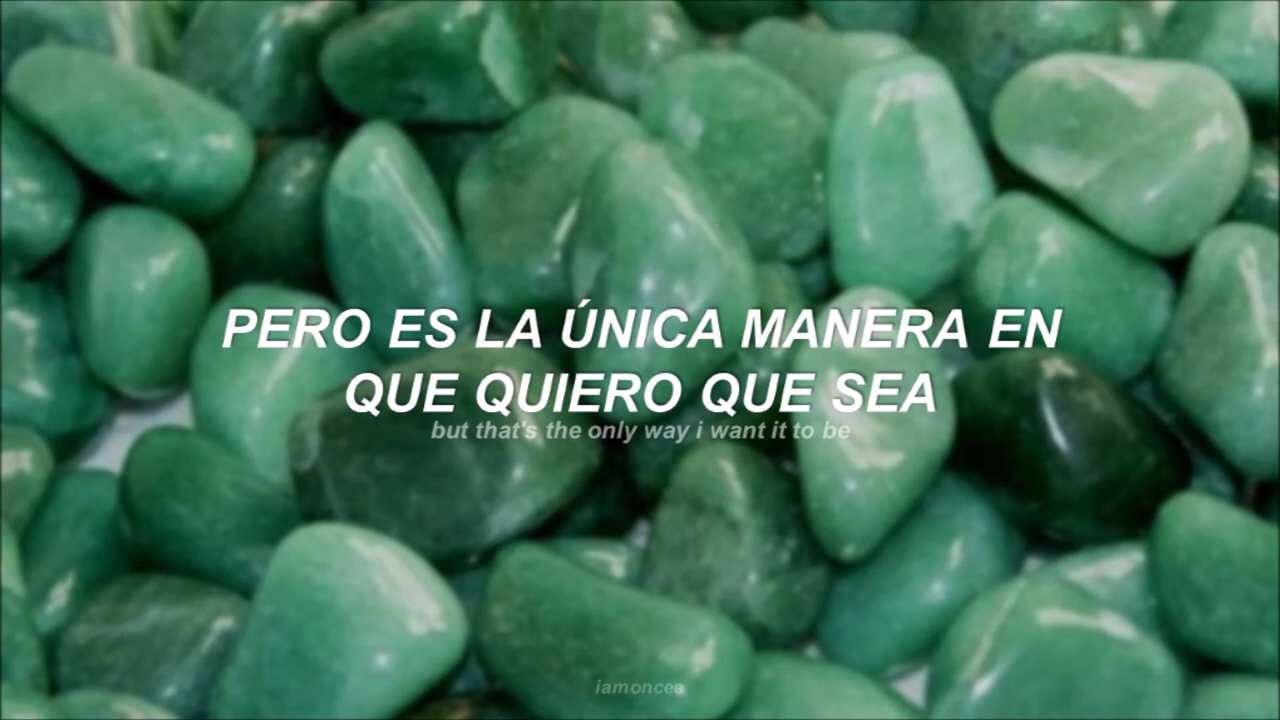 PERO ES LA ÚNICA MANERA EN
QUE QUIERO QUE SEA
but that's the only way i want it to be
iamoncee